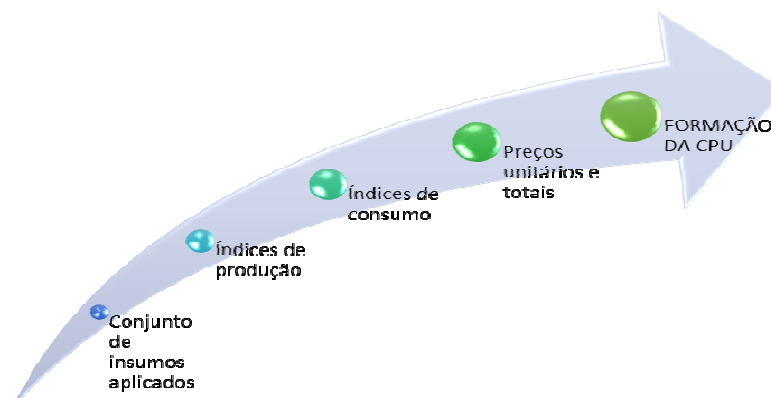 Conjunto
de
insumos
aplicados
Índices de
produção
Índices de
consumo
Preços
unitários e
totais
FORMAÇÃO
DA CPU